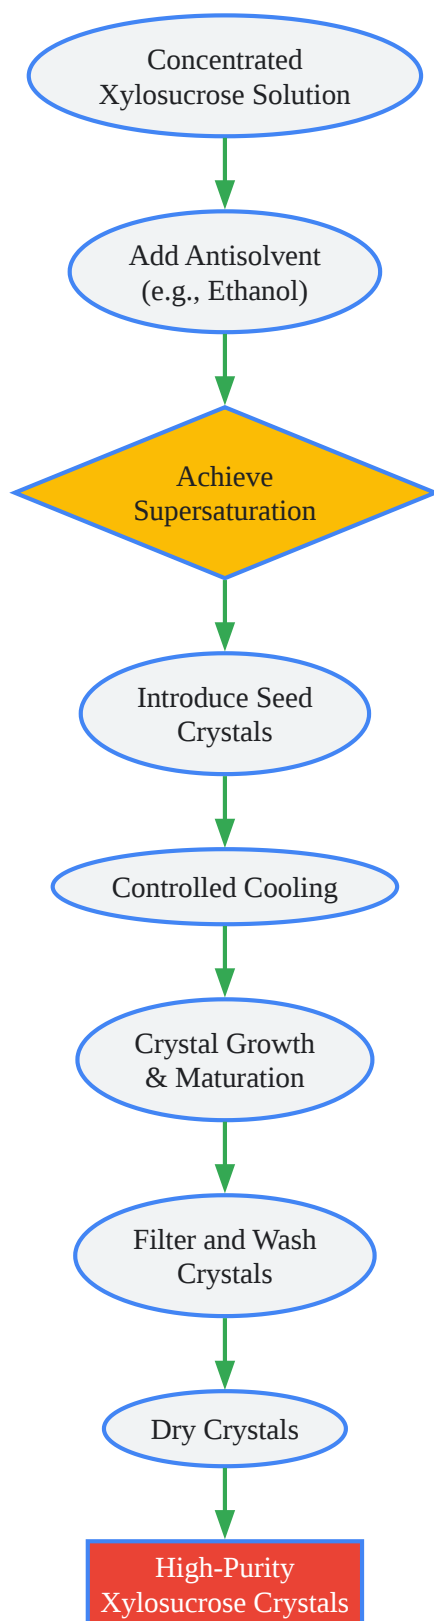 Concentrated
Xylosucrose Solution
Add Antisolvent
(e.g., Ethanol)
Achieve
Supersaturation
Introduce Seed
Crystals
Controlled Cooling
Crystal Growth
& Maturation
Filter and Wash
Crystals
Dry Crystals
High-Purity
Xylosucrose Crystals